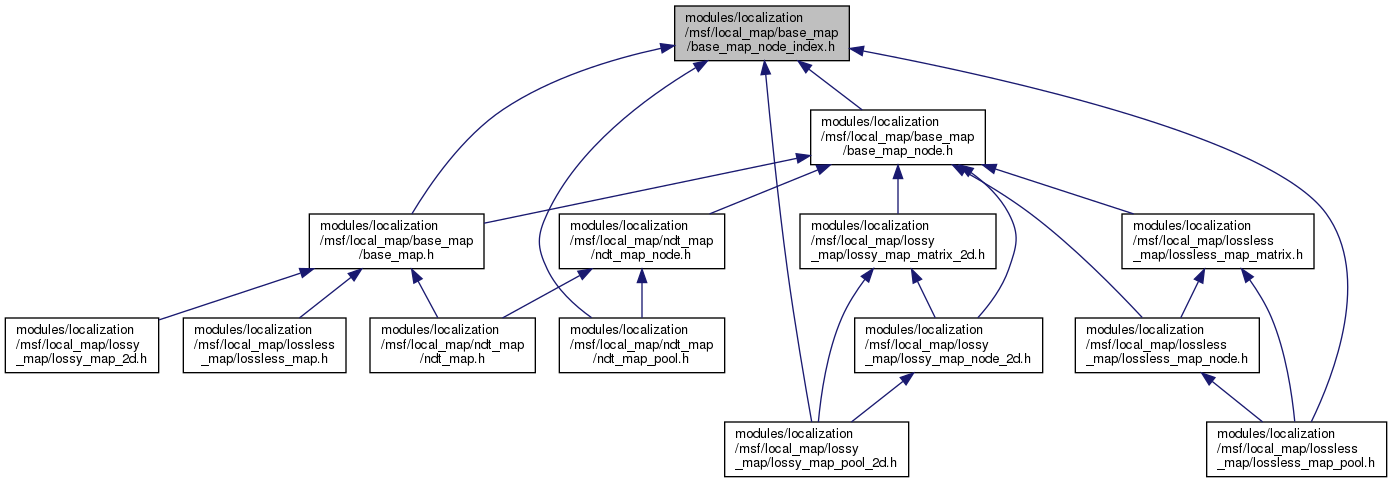 modules/localization
/msf/local_map/base_map
/base_map_node_index.h
modules/localization
/msf/local_map/base_map
/base_map_node.h
modules/localization
/msf/local_map/base_map
/base_map.h
modules/localization
/msf/local_map/ndt_map
/ndt_map_node.h
modules/localization
/msf/local_map/lossy
_map/lossy_map_matrix_2d.h
modules/localization
/msf/local_map/lossless
_map/lossless_map_matrix.h
modules/localization
/msf/local_map/lossy
_map/lossy_map_2d.h
modules/localization
/msf/local_map/lossless
_map/lossless_map.h
modules/localization
/msf/local_map/ndt_map
/ndt_map.h
modules/localization
/msf/local_map/ndt_map
/ndt_map_pool.h
modules/localization
/msf/local_map/lossy
_map/lossy_map_node_2d.h
modules/localization
/msf/local_map/lossless
_map/lossless_map_node.h
modules/localization
/msf/local_map/lossy
_map/lossy_map_pool_2d.h
modules/localization
/msf/local_map/lossless
_map/lossless_map_pool.h